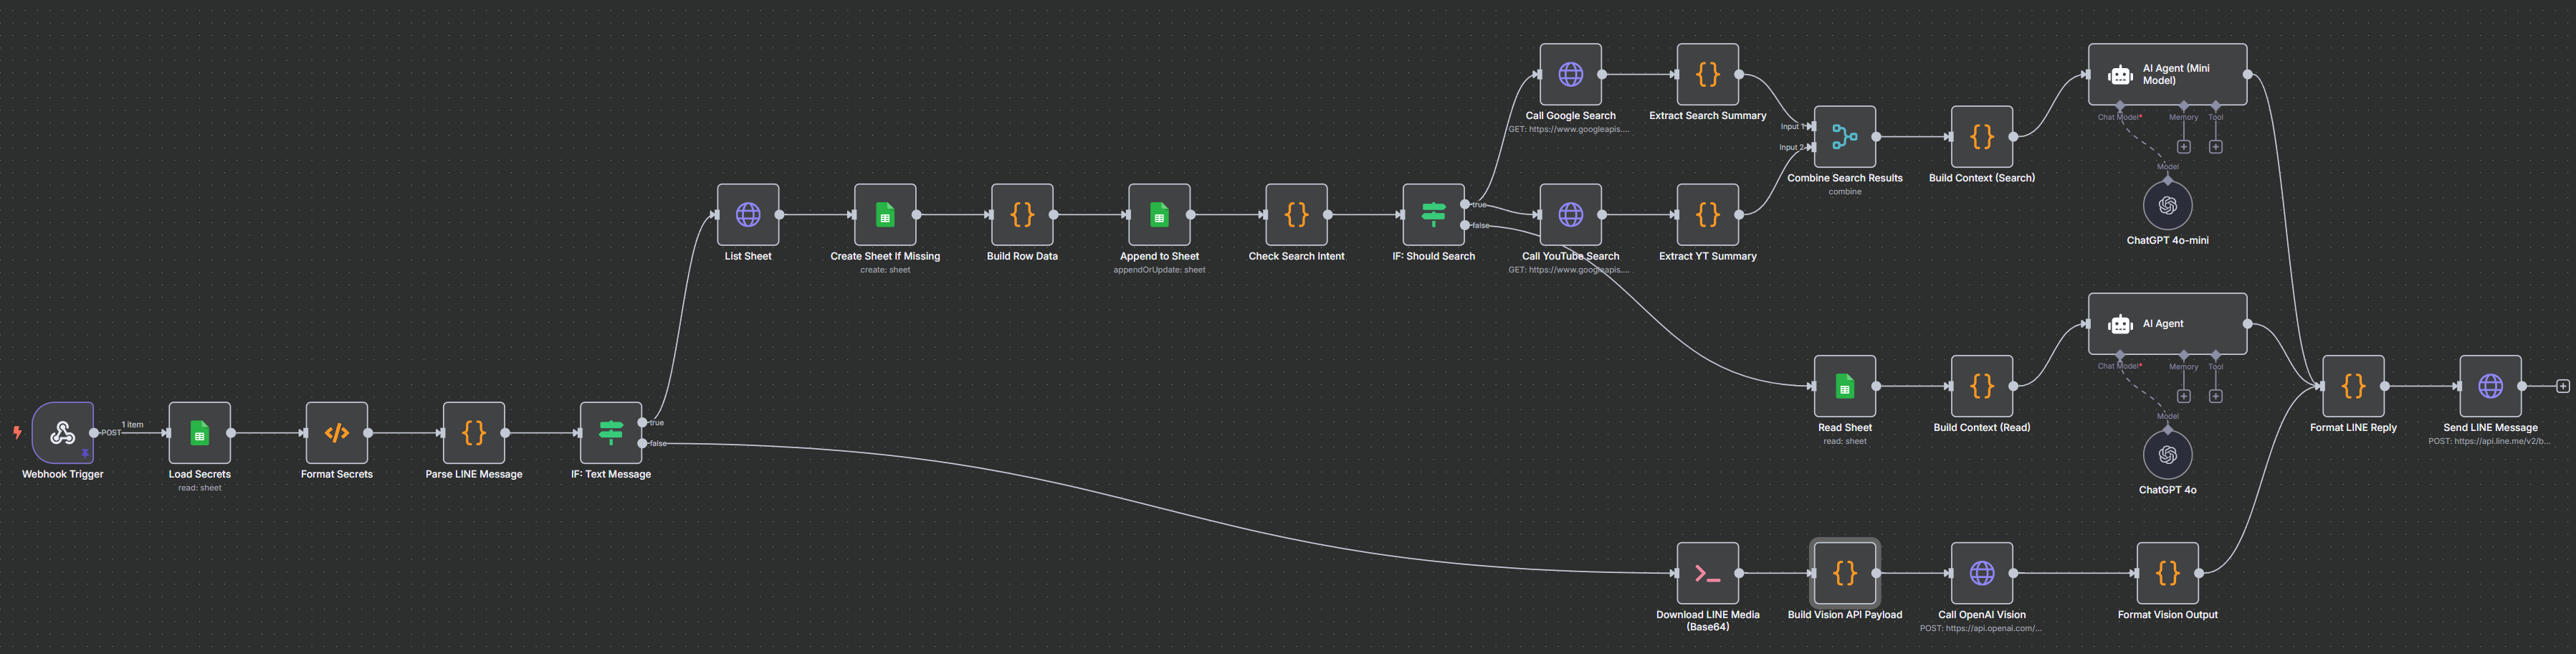 Call Google Search
GET: https://www.googleapis....
Extract Search Summary
Input 1
Input 2
Combine Search Results
combine
Build Context (Search)
AI Agent (Mini
Model)
Chat Model*
Memory
Tool
Model
ChatGPT 4o-mini
List Sheet
Create Sheet If Missing
create: sheet
Build Row Data
Append to Sheet
appendOrUpdate: sheet
Check Search Intent
IF: Should Search
true
false
Call YouTube Search
GET: https://www.googleapis....
Extract YT Summary
AI Agent
Chat Model*
Memory
Tool
Model
ChatGPT 4o
Read Sheet
read: sheet
Build Context (Read)
Format LINE Reply
Send LINE Message
POST: https://api.line.me/v2/b...
Webhook Trigger
POST
1 item
Load Secrets
read: sheet
Format Secrets
Parse LINE Message
IF: Text Message
true
false
Download LINE Media
(Base64)
Build Vision API Payload
Call OpenAI Vision
POST: https://api.openai.com/...
Format Vision Output